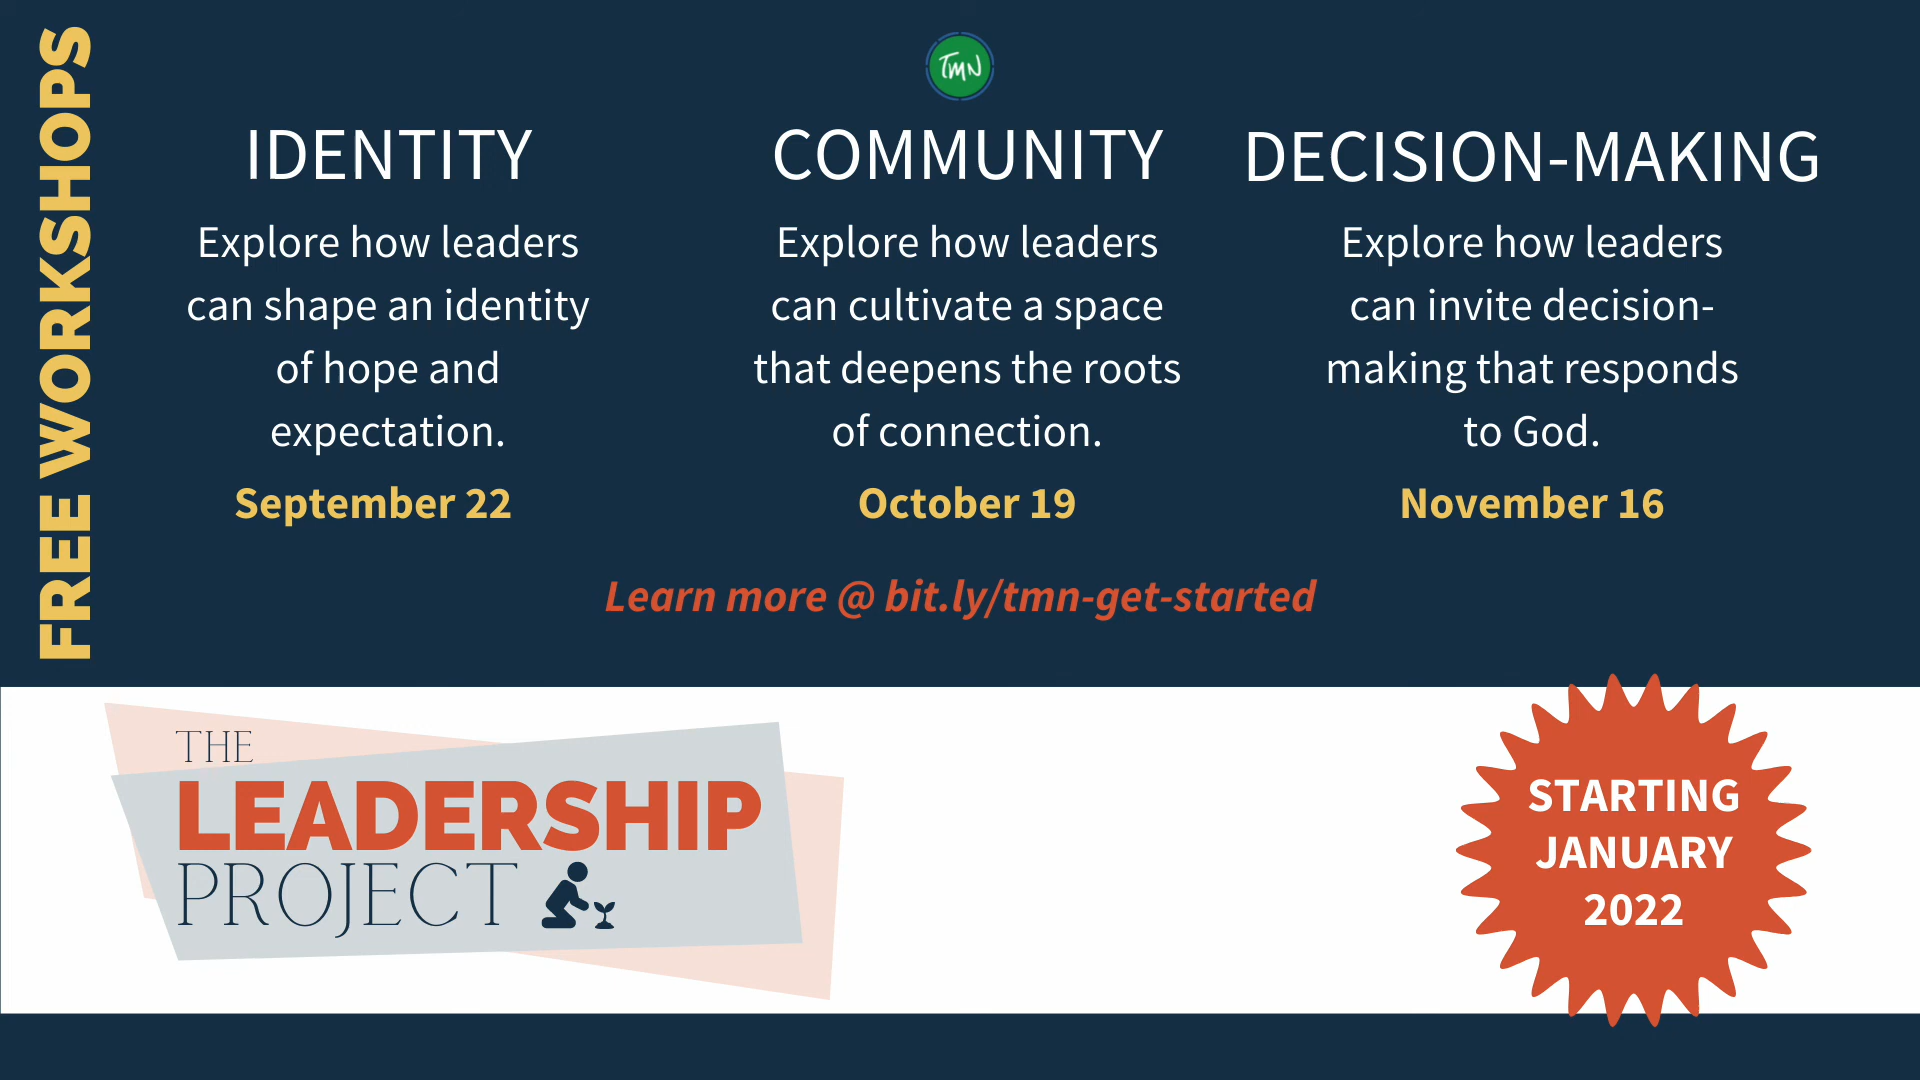 FREE WORKSHOPS
TMN
IDENTITY
Explore how leaders
can shape an identity
of hope and
expectation.
September 22
COMMUNITY
Explore how leaders
can cultivate a space
that deepens the roots
of connection.
October 19
DECISION-MAKING
Explore how leaders
can invite decision-
making that responds
to God.
November 16
Learn more @ bit.ly/tmn-get-started
THE
LEADERSHIP
PROJECT
STARTING
JANUARY
2022